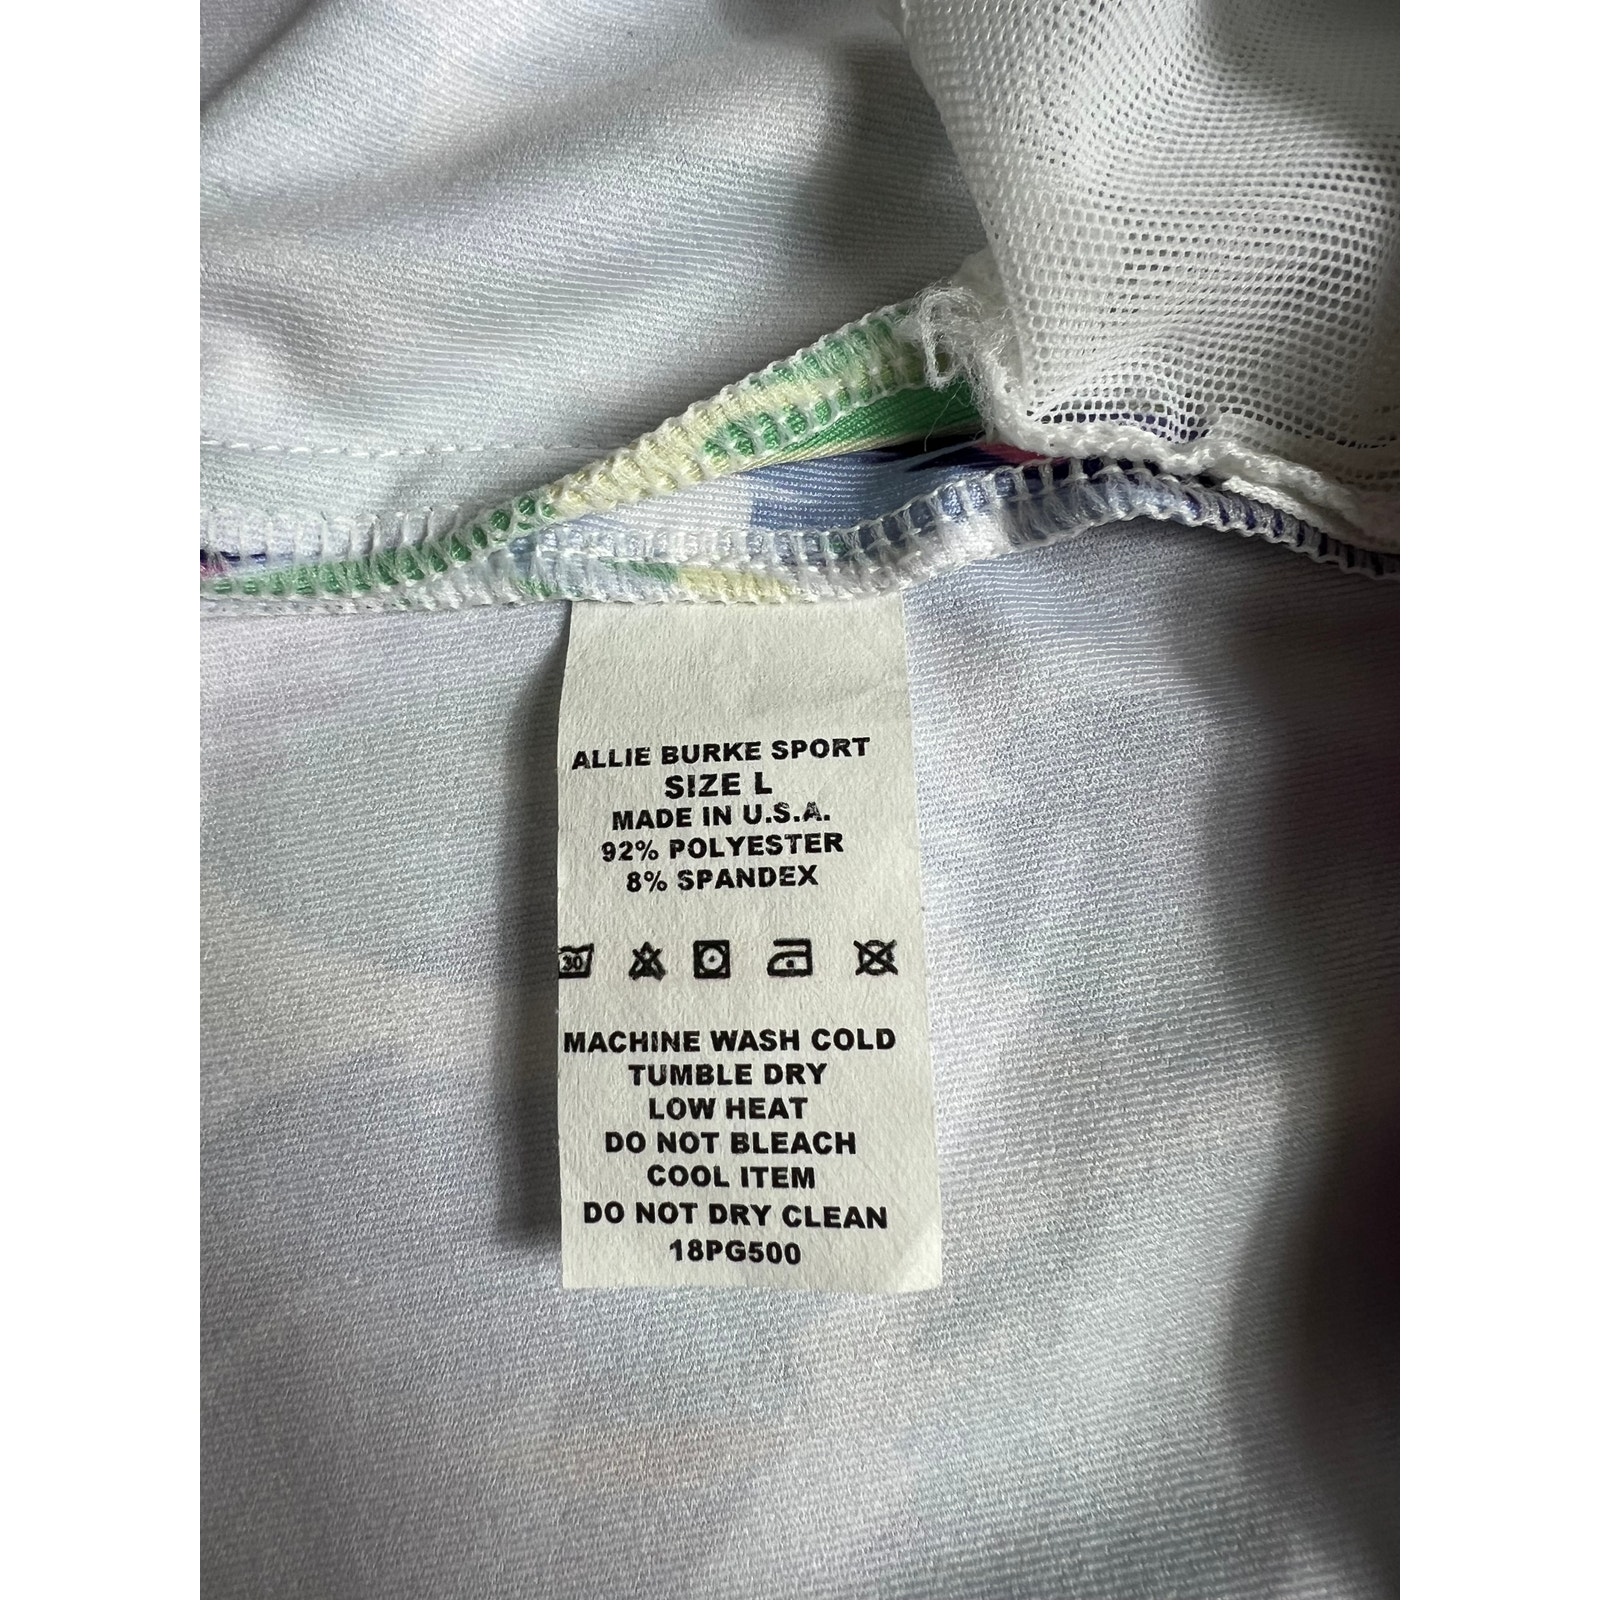 ALLIE BURKE SPORT
SIZE L
MADE IN U.S.A.
92% POLYESTER
8% SPANDEX
30
MACHINE WASH COLD
TUMBLE DRY
LOW HEAT
DO NOT BLEACH
COOL ITEM
DO NOT DRY CLEAN
18PG500